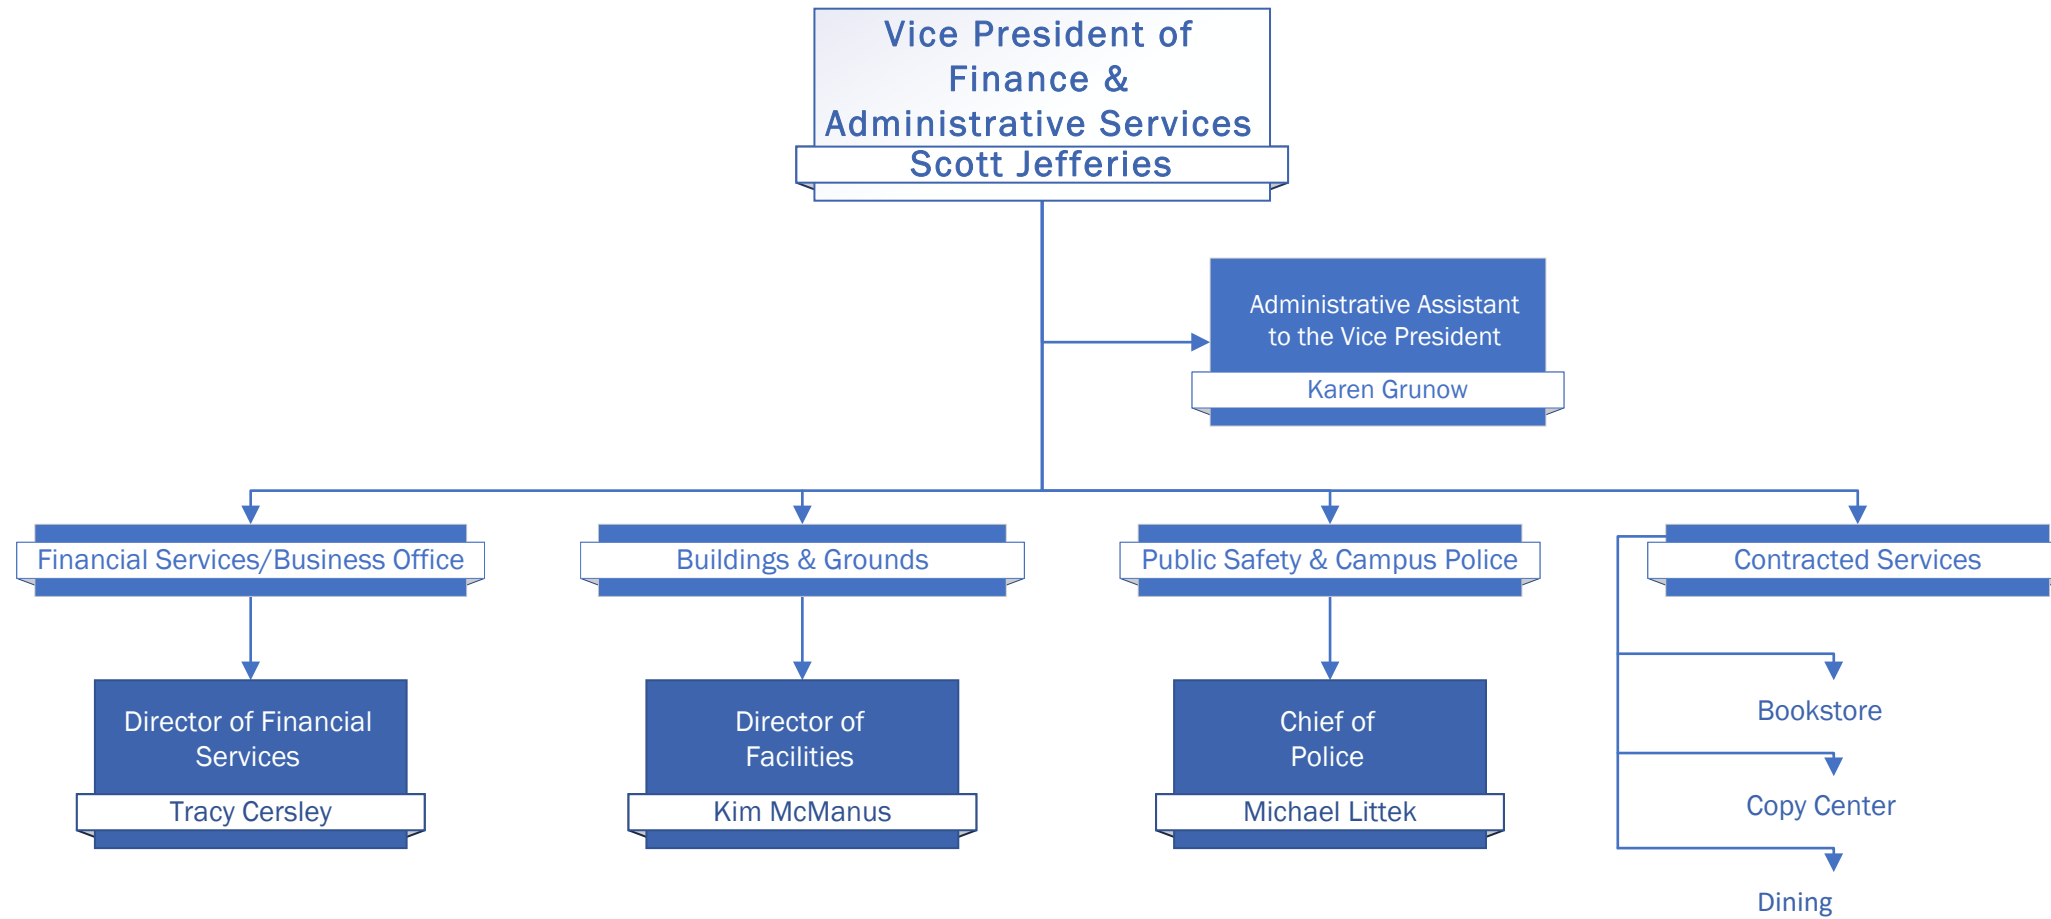 Vice President of
Finance &
Administrative Services
Scott Jefferies
Administrative Assistant
to the Vice President
Karen Grunow
Financial Services/Business Office
Buildings & Grounds
Public Safety & Campus Police
Contracted Services
Director of Financial
Services
Tracy Cersley
Director of
Facilities
Kim McManus
Chief of
Police
Michael Littek
Bookstore
Copy Center
Dining